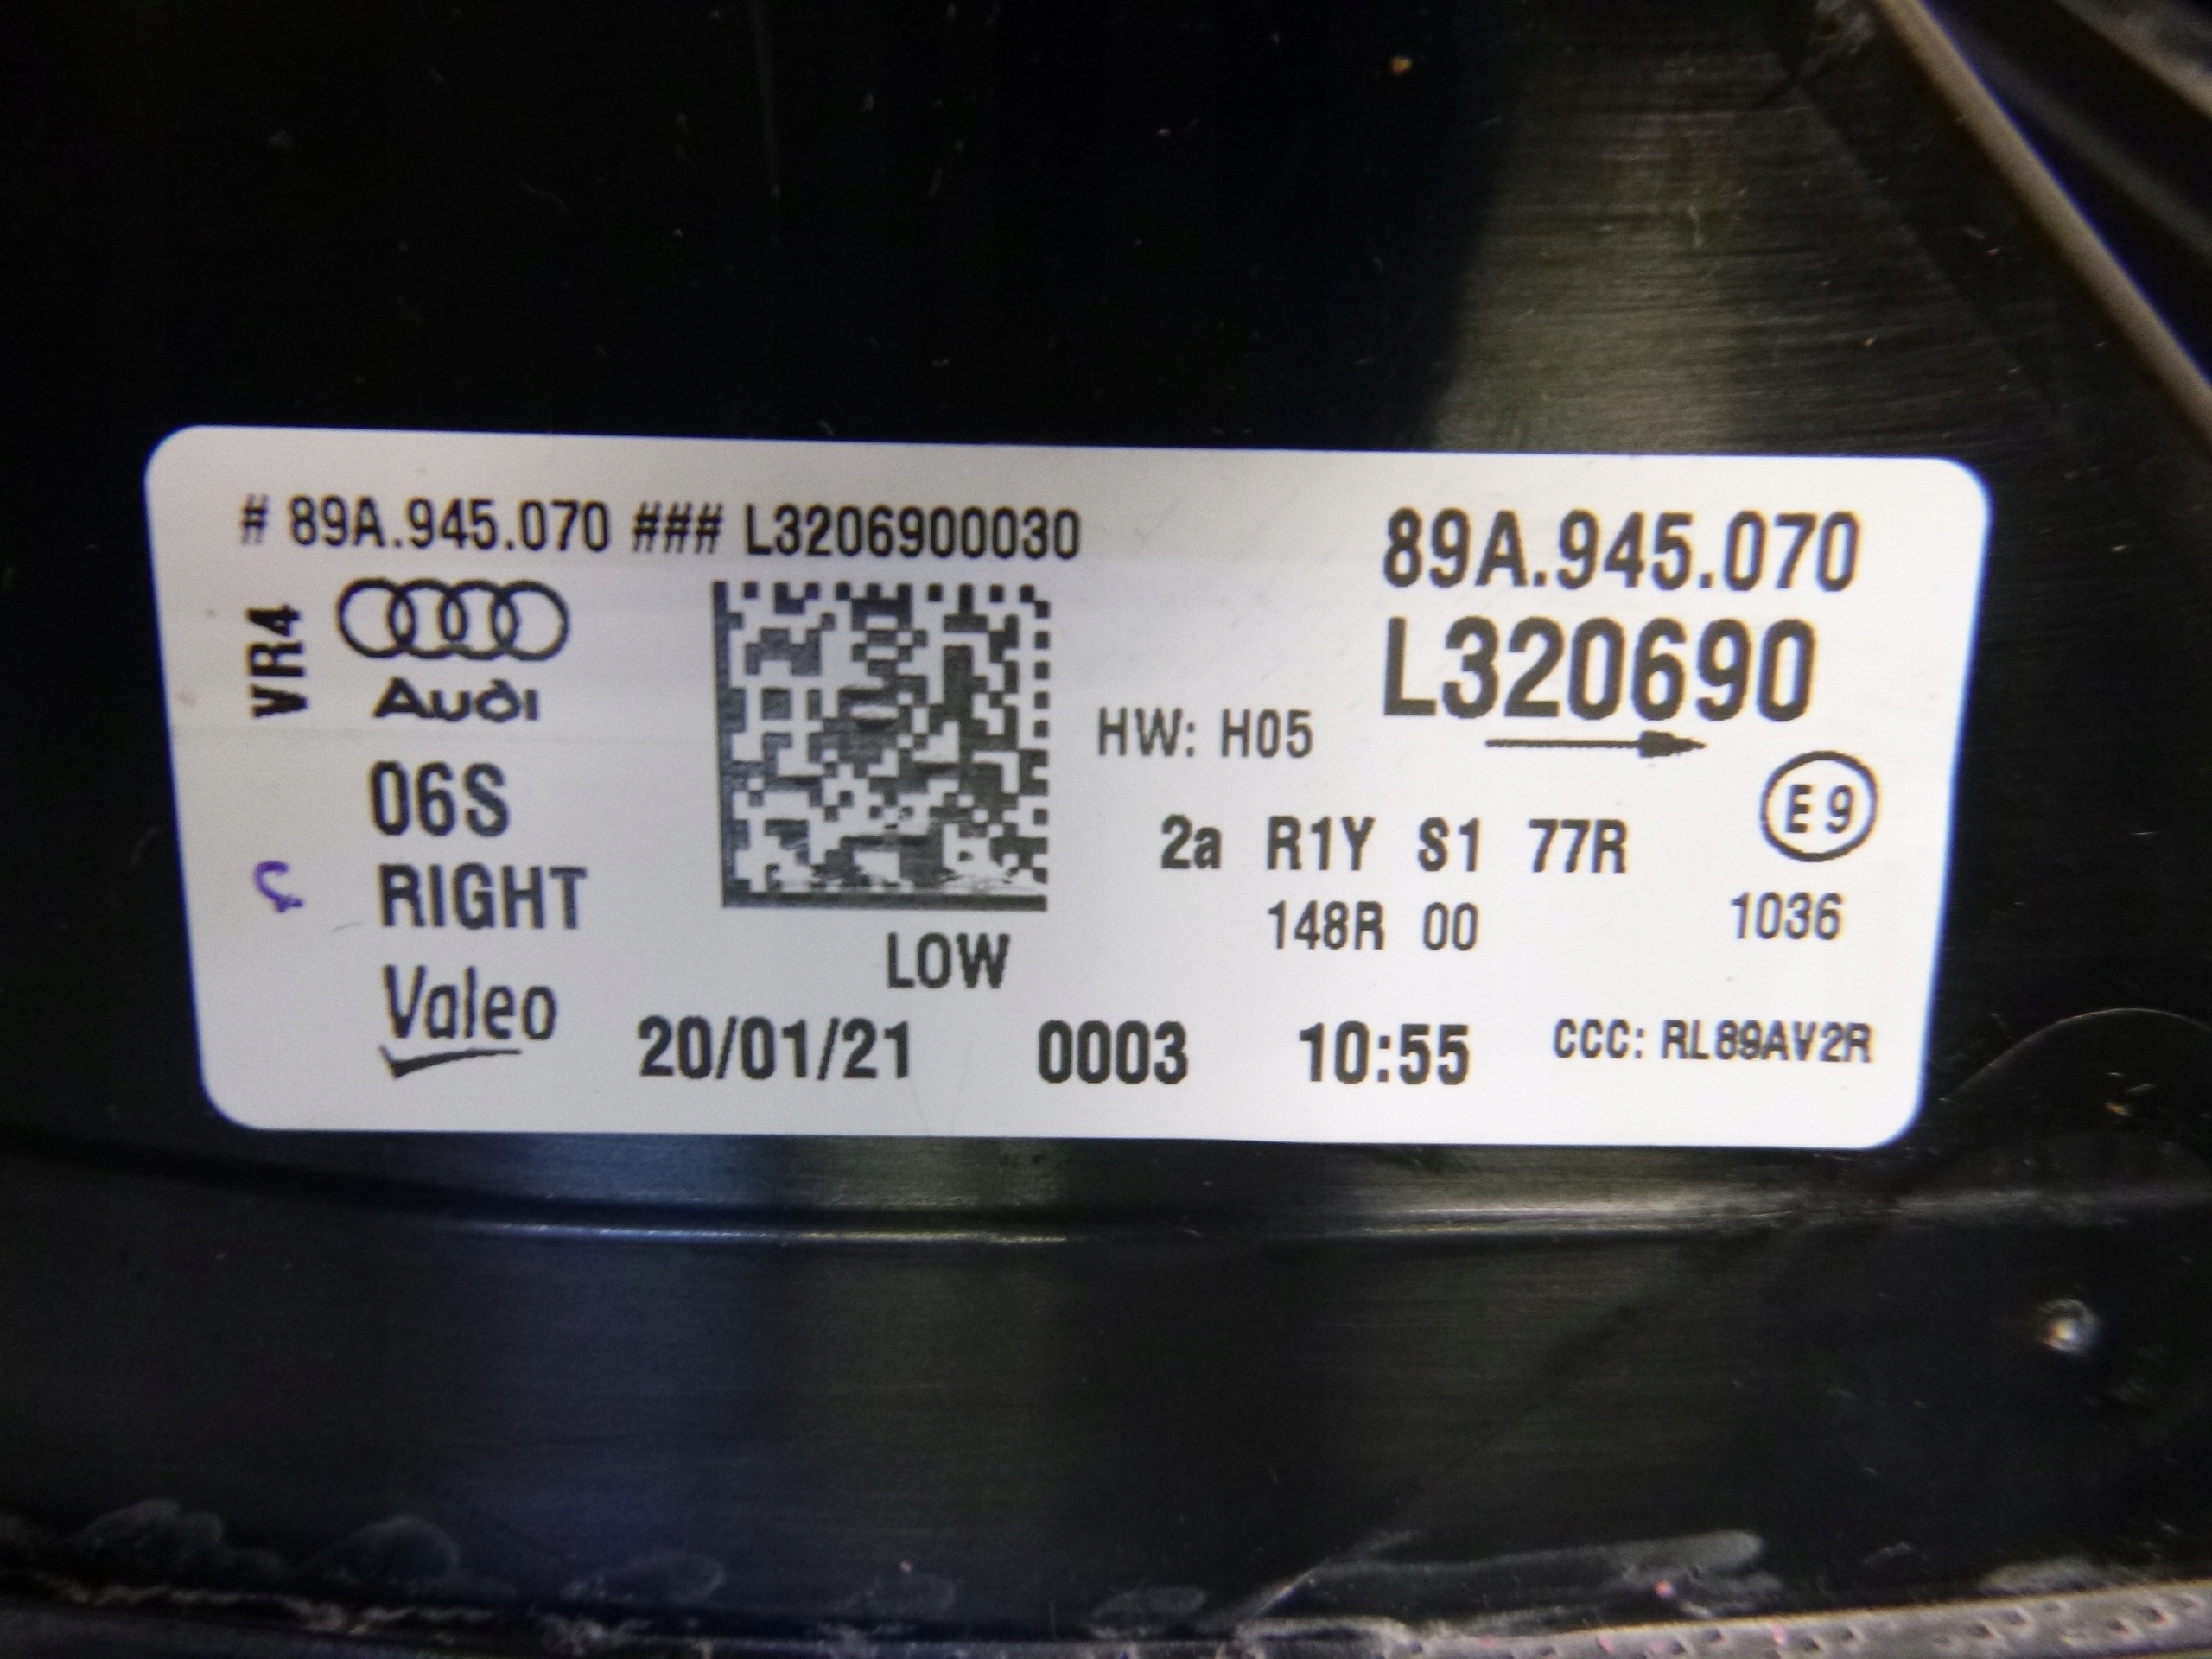 # 89A.945.070 ### L3206900030
89A.945.070
L320690
VR4
Audi
HW: H05
06S
2a R1Y S1 77R
E 9
RIGHT
148R 00
1036
LOW
Valeo
20/01/21 0003 10:55 CCC: RL89AV2R